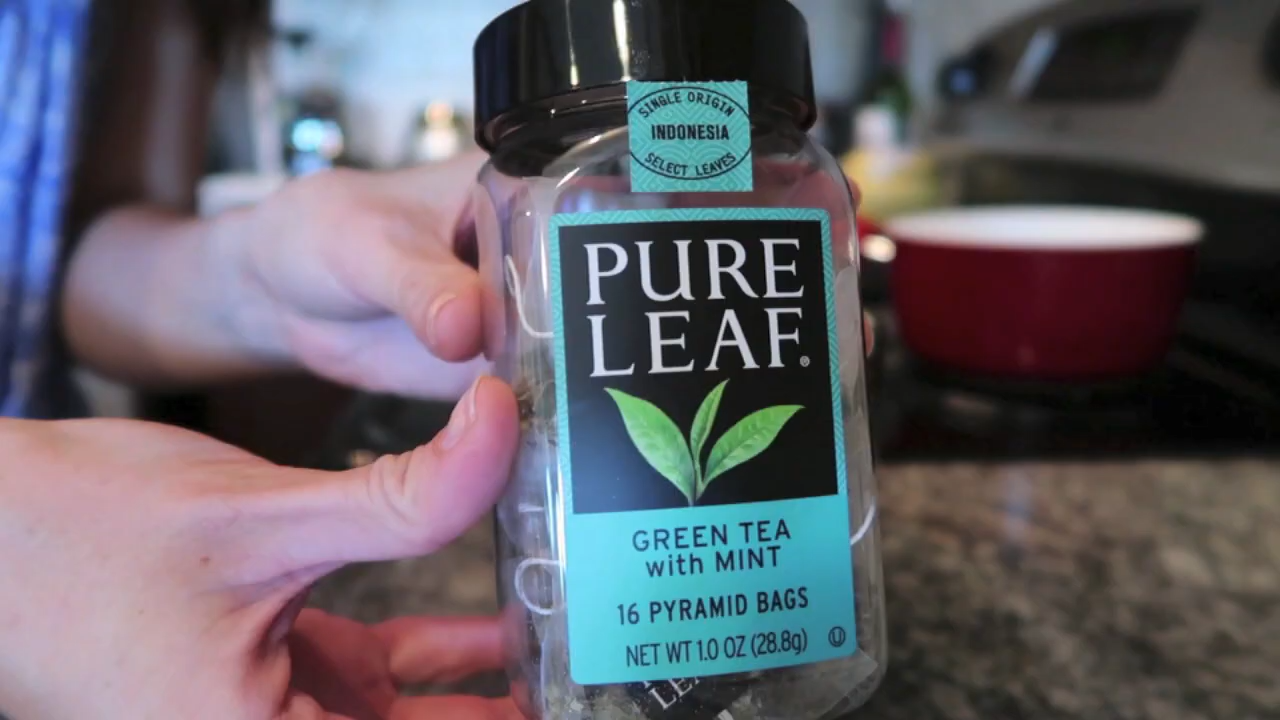 SINGLE ORIGIN
INDONESIA
SELECT LEAVES
PURE
LEAF®
GREEN TEA
with MINT
16 PYRAMID BAGS
NET WT 1.0 OZ (28.8g) U